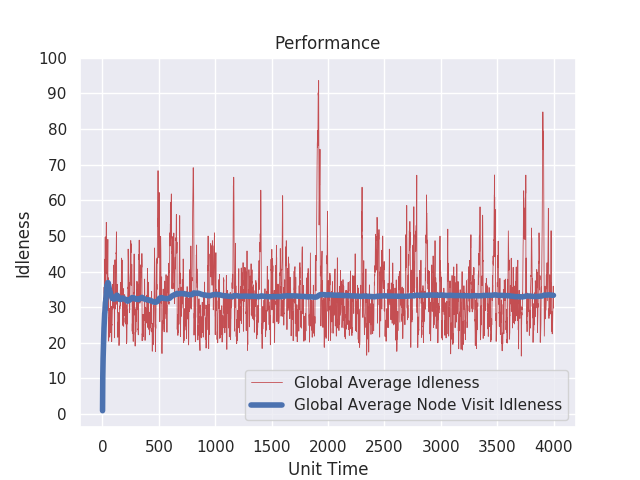 Performance
100
90
80
70
60
50
40
30
20
10
0
Idleness
Global Average Idleness
Global Average Node Visit Idleness
0 500 1000 1500 2000 2500 3000 3500 4000
Unit Time